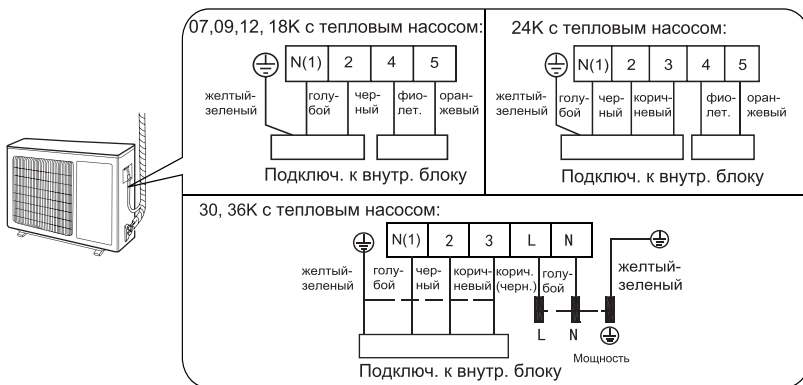 07,09,12, 18K с тепловым насосом:
N(1) 2 4 5
желтый-
зеленый
голу-
бой
чер-
ный
фио-
лет.
оран-
жевый
Подключ. к внутр. блоку
24K с тепловым насосом:
N(1) 2 3 4 5
желтый-
зеленый
голу-
бой
чер-
ный
корич-
невый
фио-
лет.
оран-
жевый
Подключ. к внутр. блоку
30, 36K с тепловым насосом:
N(1) 2 3 L N
желтый-
зеленый
голу-
бой
чер-
ный
корич-
невый
корич.
(черн.)
голу-
бой
желтый-
зеленый
L N
Мощность
Подключ. к внутр. блоку